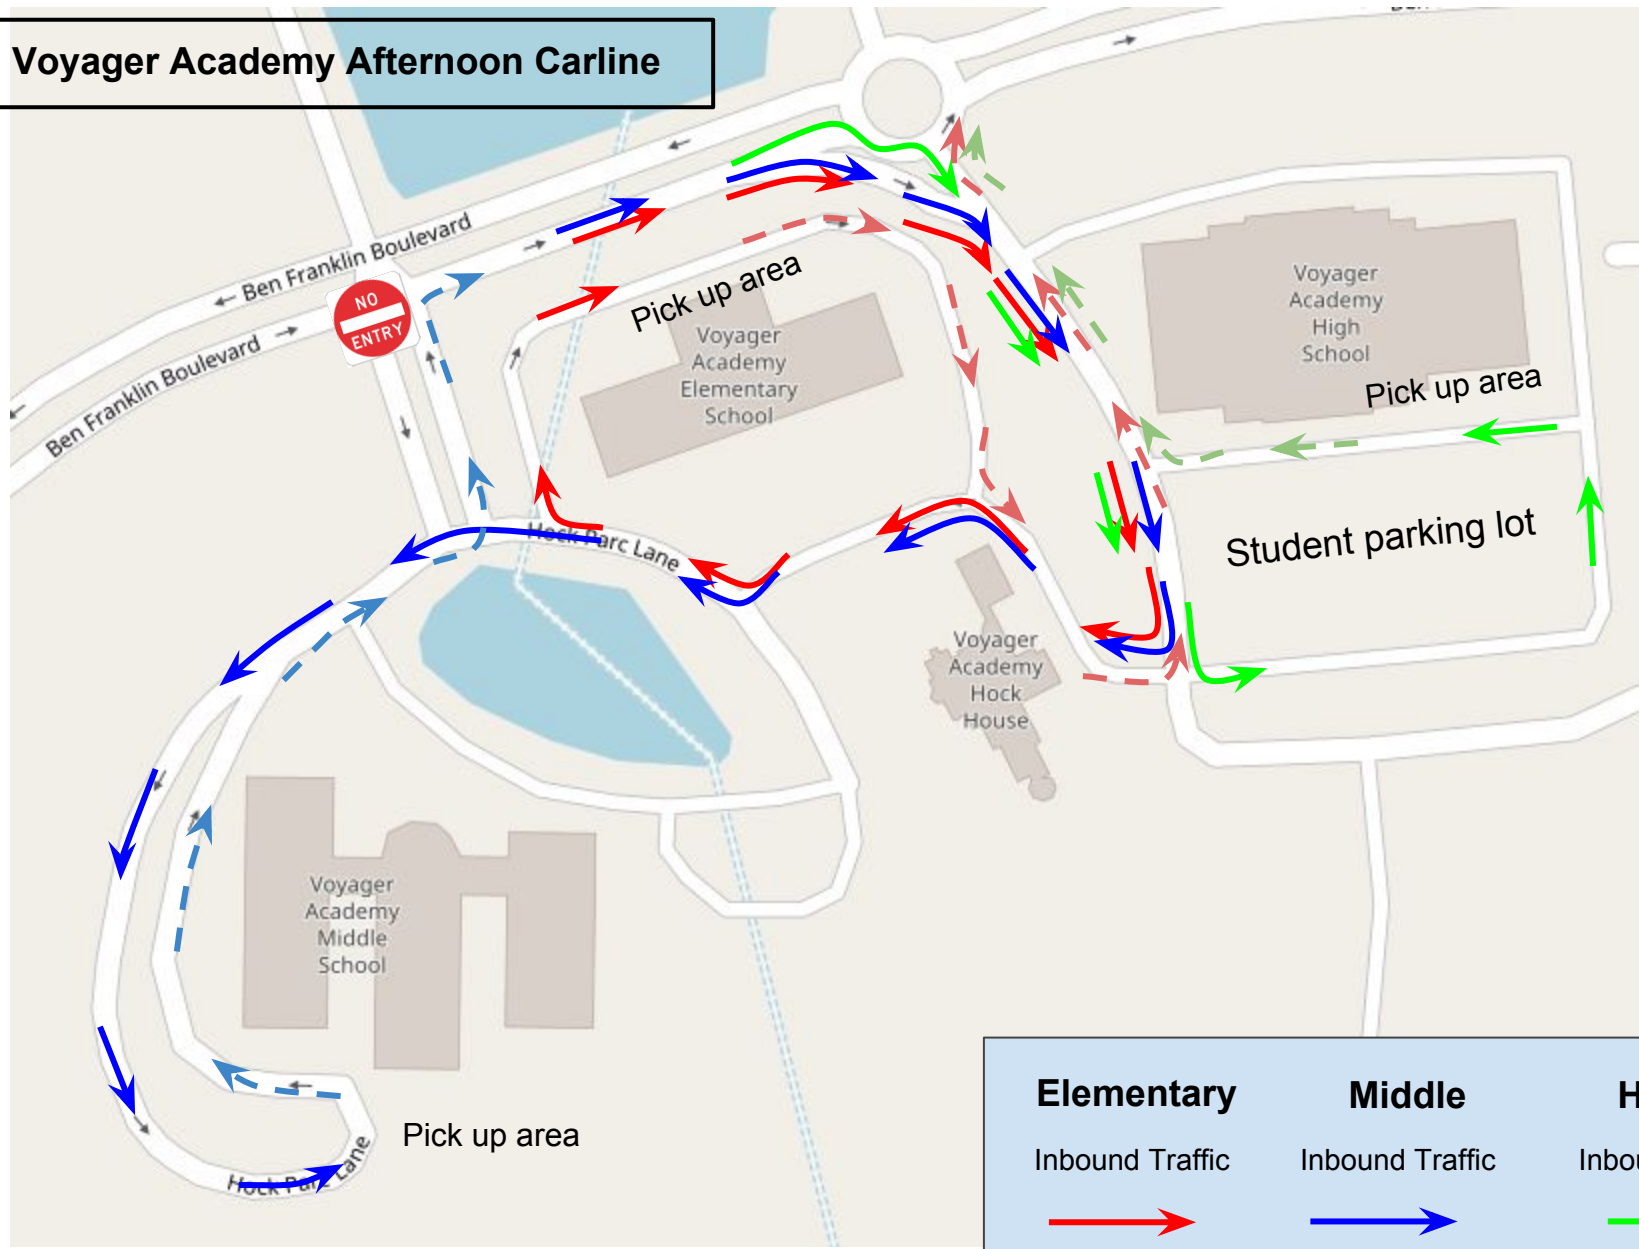 Voyager Academy Afternoon Carline
Ben Franklin Boulevard
NO
ENTRY
Ben Franklin Boulevard
Pick up area
Voyager
Academy
Elementary
School
Voyager
Academy
High
School
Pick up area
Student parking lot
Hock Parc Lane
Voyager
Academy
Hock
House
Voyager
Academy
Middle
School
Pick up area
Hock Parc Lane
Elementary
Middle
H
Inbound Traffic
Inbound Traffic
Inbou